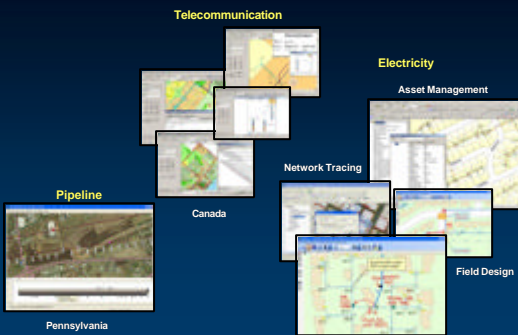 Telecommunication
Electricity
Asset Management
Network Tracing
Pipeline
Canada
Field Design
Pennsylvania